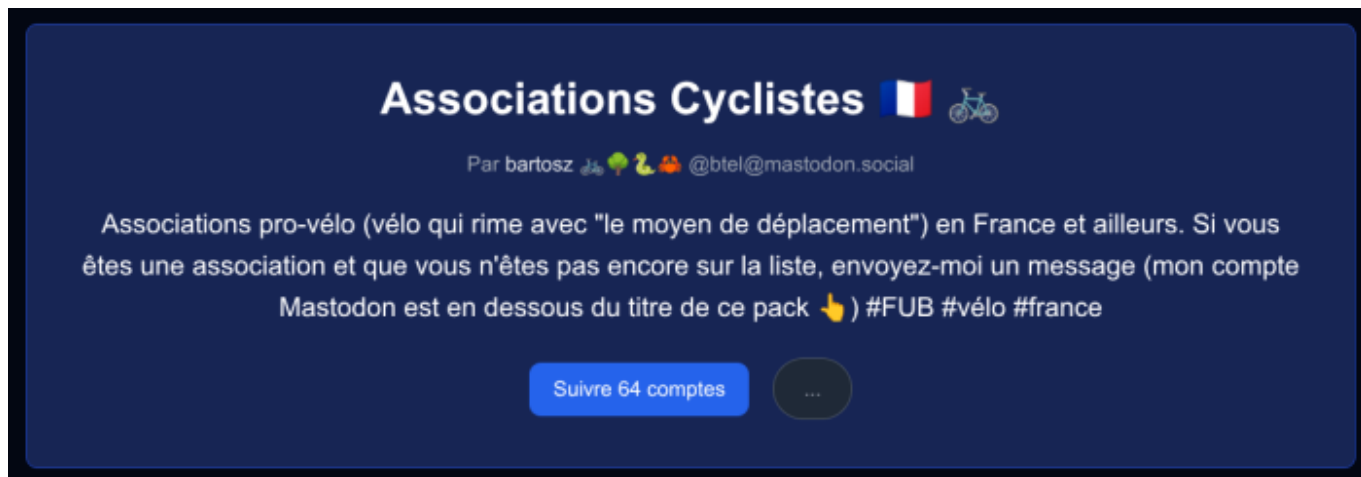 Associations Cyclistes 🇫🇷 🚲
Par bartosz 🚲🌳🐍🦀 @btel@mastodon.social
Associations pro-vélo (vélo qui rime avec "le moyen de déplacement") en France et ailleurs. Si vous
êtes une association et que vous n'êtes pas encore sur la liste, envoyez-moi un message (mon compte
Mastodon est en dessous du titre de ce pack 👆) #FUB #vélo #france
Suivre 64 comptes ...